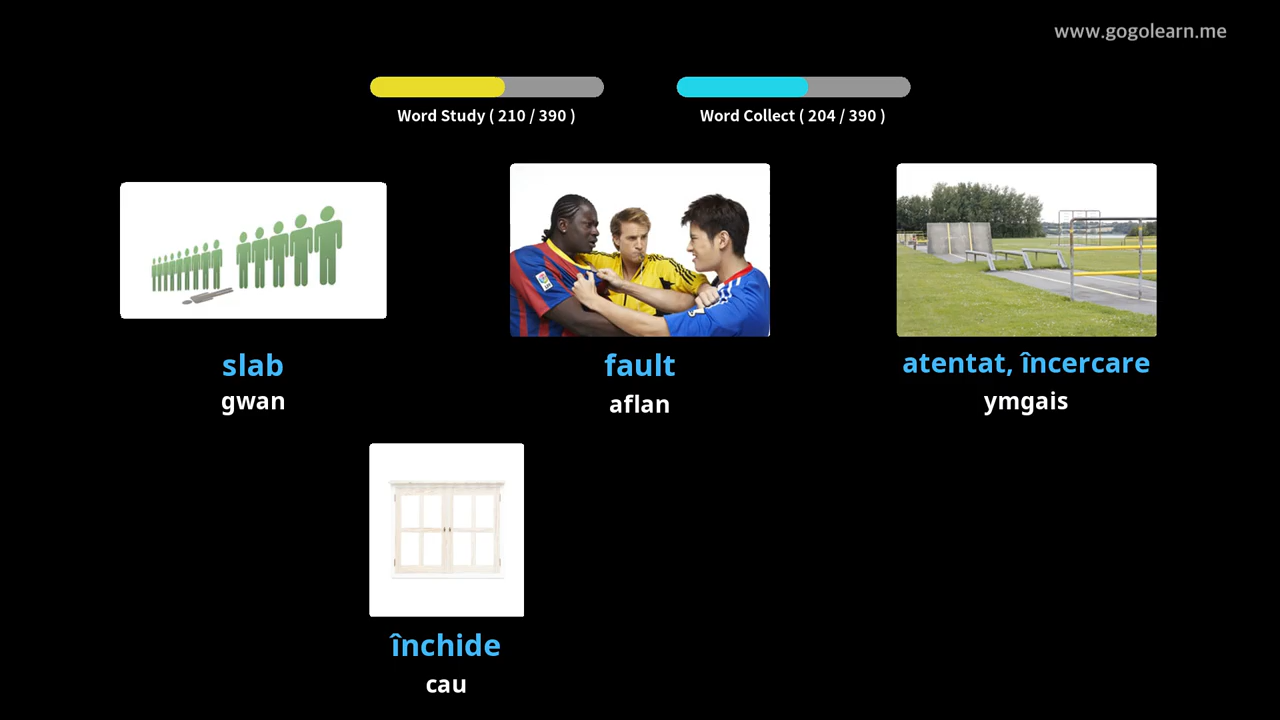 www.gogolearn.me
Word Study ( 210 / 390 )
Word Collect ( 204 / 390 )
slab
gwan
fault
aflan
atentat, încercare
ymgais
închide
cau